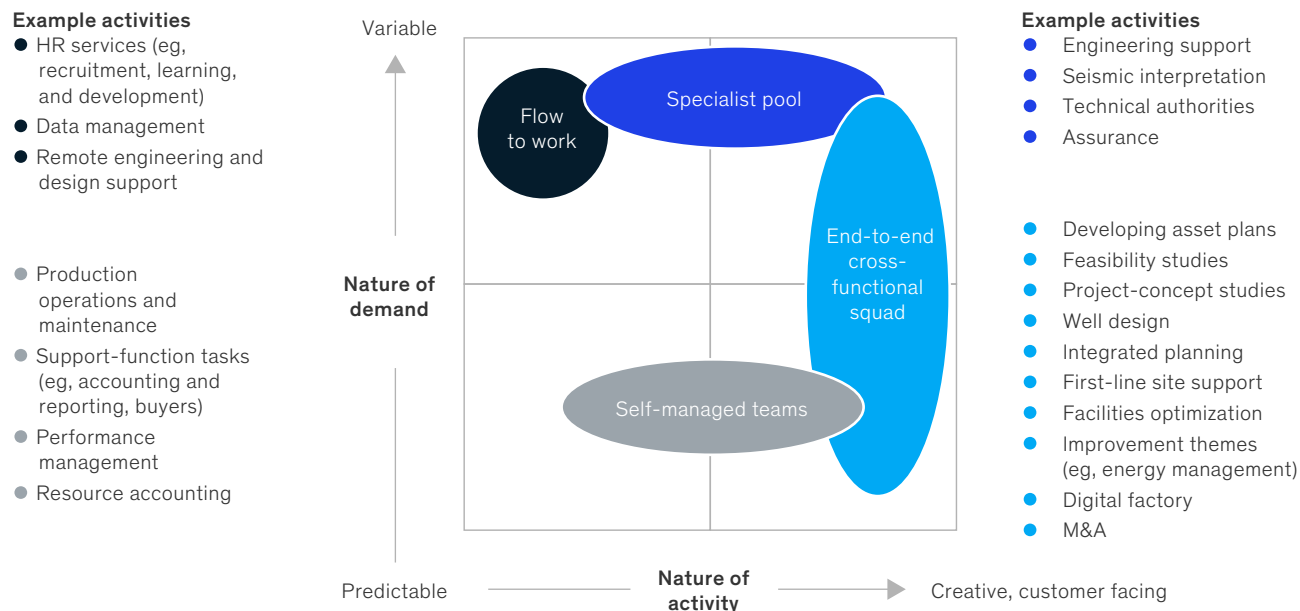 Example activities
HR services (eg,
recruitment, learning,
and development)
Data management
Remote engineering and
design support
Production
operations and
maintenance
Support-function tasks
(eg, accounting and
reporting, buyers)
Performance
management
Resource accounting
Variable
Nature of
demand
Predictable
Flow
to work
Specialist pool
End-to-end
cross-
functional
squad
Self-managed teams
Nature of
activity
Creative, customer facing
Example activities
Engineering support
Seismic interpretation
Technical authorities
Assurance
Developing asset plans
Feasibility studies
Project-concept studies
Well design
Integrated planning
First-line site support
Facilities optimization
Improvement themes
(eg, energy management)
Digital factory
M&A